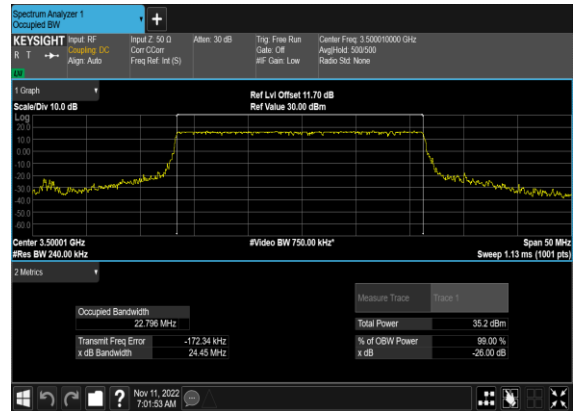 Spectrum Analyzer 1
Occupied BW
+
KEYSIGHT Input: RF Input Z: 50 Ω Atten: 30 dB Trig: Free Run Center Freq: 3.500010000 GHz
R T Coupling: DC Corr CCorr Gate: Off Avg|Hold: 500/500
Align: Auto Freq Ref: Int (S) #IF Gain: Low Radio Std: None
LW
1 Graph Ref Lvl Offset 11.70 dB
Scale/Div 10.0 dB Ref Value 30.00 dBm
Log
20.0
10.0
0.00
-10.0
-20.0
-30.0
-40.0
-50.0
-60.0
Center 3.50001 GHz #Video BW 750.00 kHz* Span 50 MHz
#Res BW 240.00 kHz Sweep 1.13 ms (1001 pts)
2 Metrics
Measure Trace Trace 1
Occupied Bandwidth
22.796 MHz Total Power 35.2 dBm
Transmit Freq Error -172.34 kHz % of OBW Power 99.00 %
x dB Bandwidth 24.45 MHz x dB -26.00 dB
? Nov 11, 2022
7:01:53 AM